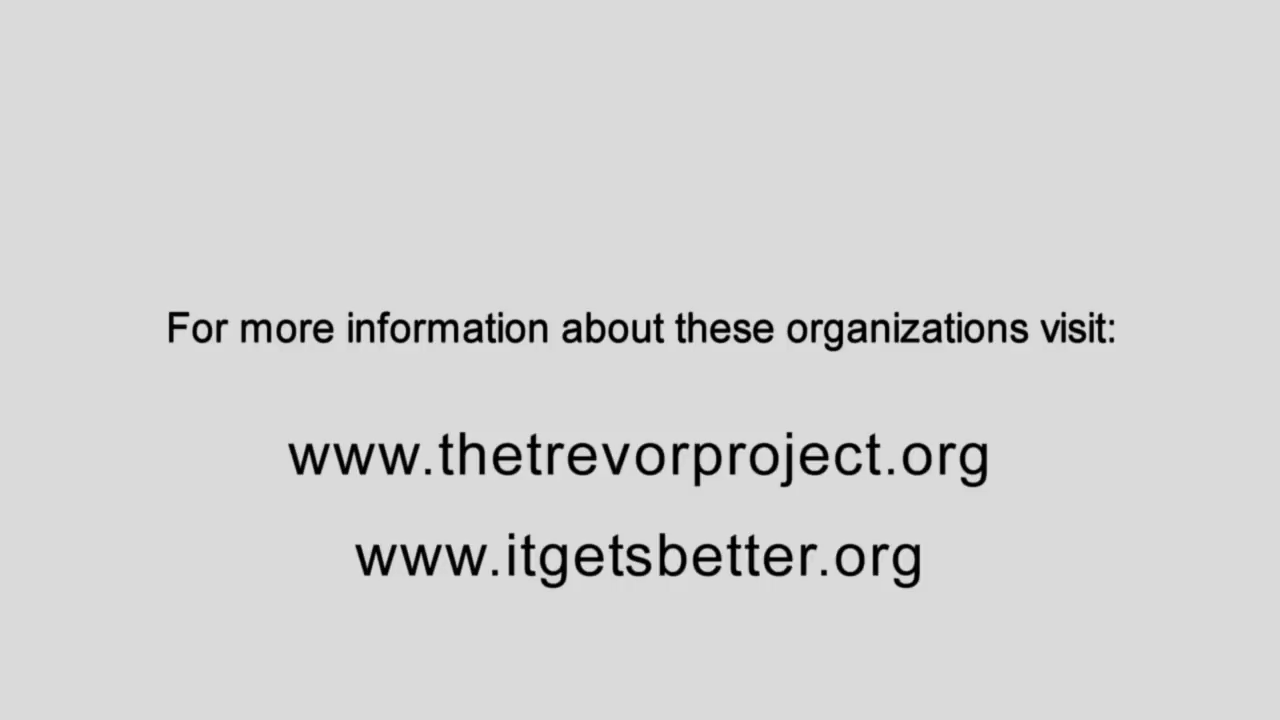 For more information about these organizations visit:
www.thetrevorproject.org
www.itgetsbetter.org